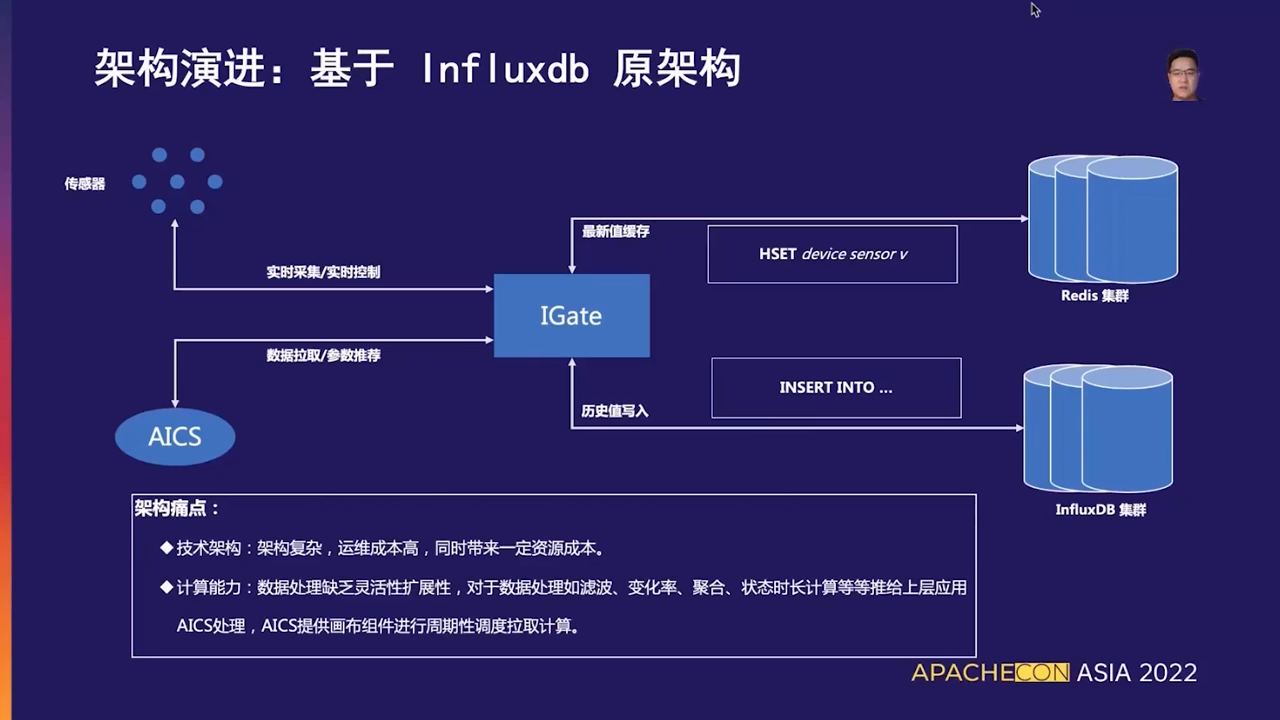 架构演进：基于 Influxdb 原架构
传感器
实时采集/实时控制
最新值缓存
HSET device sensor v
Redis 集群
IGate
数据拉取/参数推荐
INSERT INTO ...
历史值写入
AICS
InfluxDB 集群
架构痛点：
◆技术架构：架构复杂，运维成本高，同时带来一定资源成本。
◆计算能力：数据处理缺乏灵活性扩展性，对于数据处理如滤波、变化率、聚合、状态时长计算等等推给上层应用
AICS处理，AICS提供画布组件进行周期性调度拉取计算。
APACHECON ASIA 2022